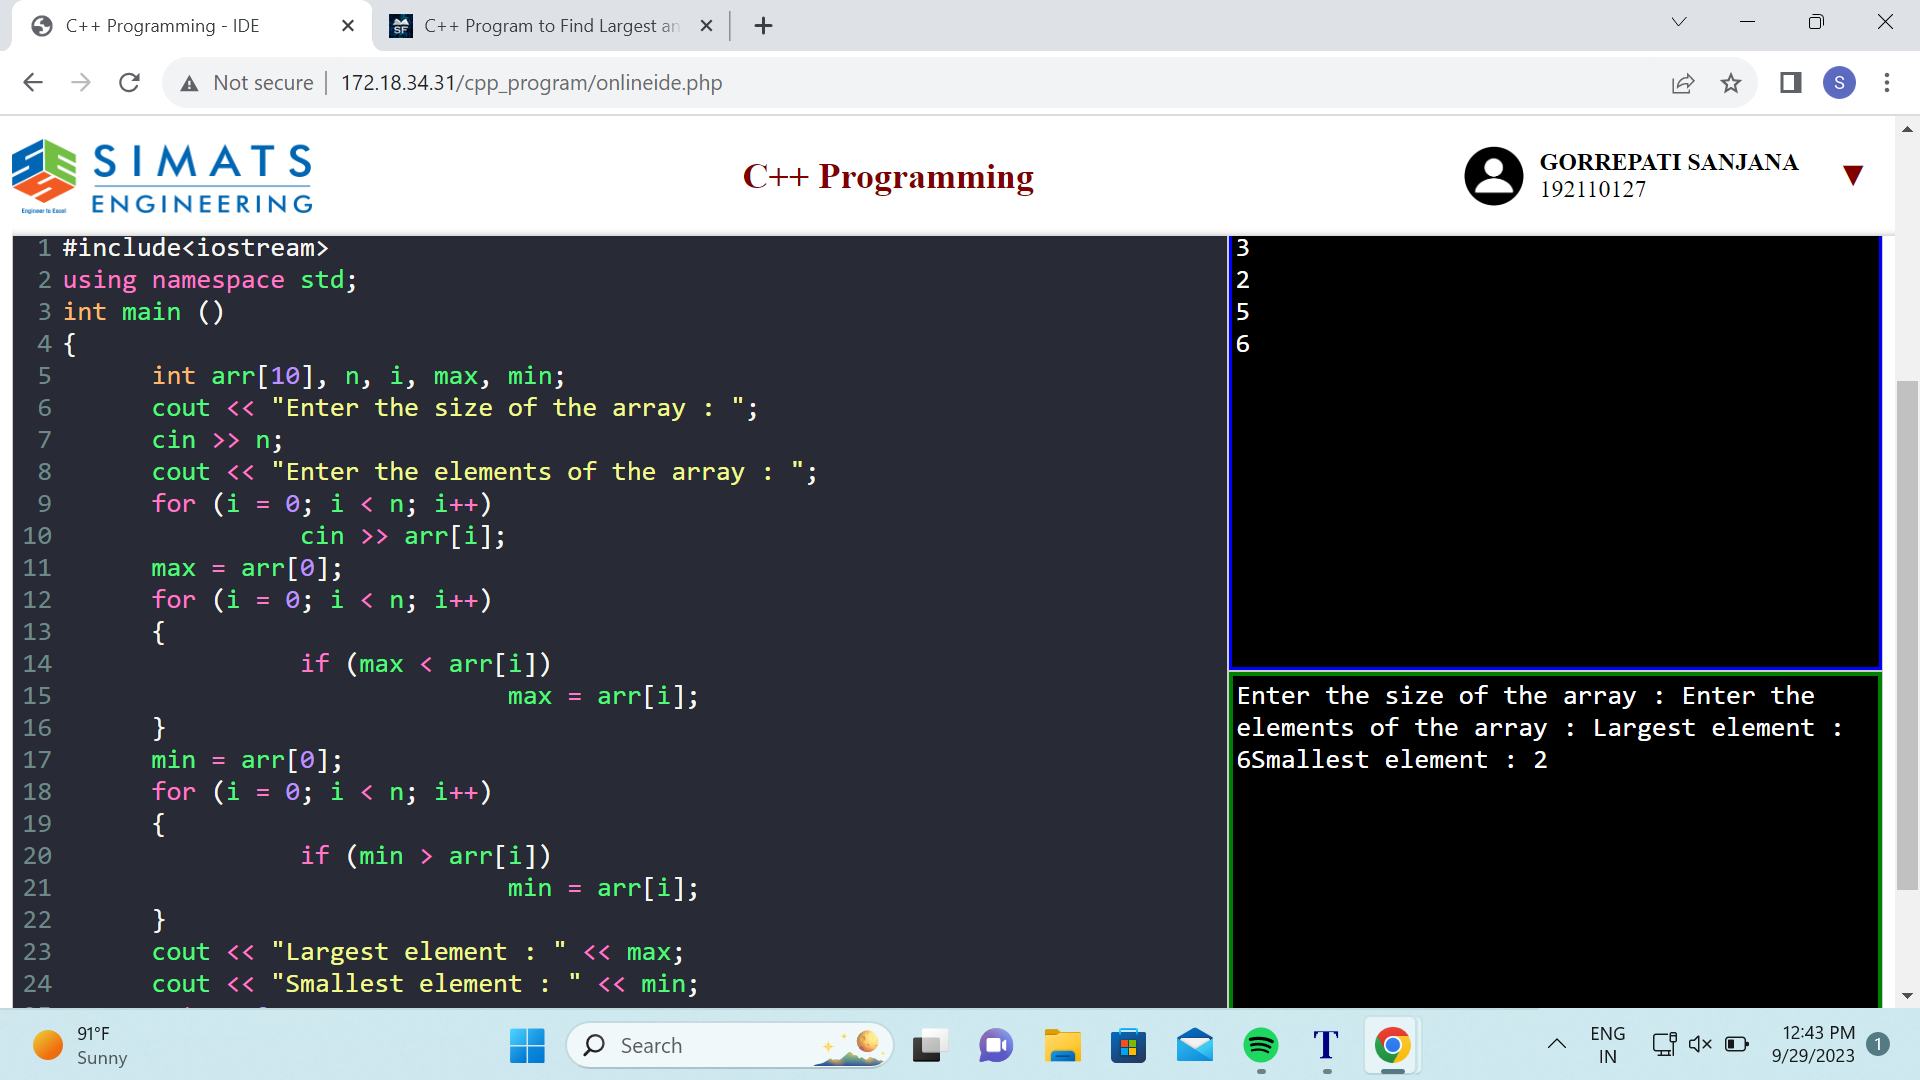 C++ Programming - IDE
C++ Program to Find Largest an
Not secure
172.18.34.31/cpp_program/onlineide.php
S
SIMATS
ENGINEERING
Engineer to Excel
C++ Programming
GORREPATI SANJANA
192110127
1 #include<iostream>
2 using namespace std;
3 int main ()
4 {
5 int arr[10], n, i, max, min;
6 cout << "Enter the size of the array : ";
7 cin >> n;
8 cout << "Enter the elements of the array : ";
9 for (i = 0; i < n; i++)
10 cin >> arr[i];
11 max = arr[0];
12 for (i = 0; i < n; i++)
13 {
14 if (max < arr[i])
15 max = arr[i];
16 }
17 min = arr[0];
18 for (i = 0; i < n; i++)
19 {
20 if (min > arr[i])
21 min = arr[i];
22 }
23 cout << "Largest element : " << max;
24 cout << "Smallest element : " << min;
3
2
5
6
Enter the size of the array : Enter the
elements of the array : Largest element :
6Smallest element : 2
91°F
Sunny
Search
T
ENG
IN
12:43 PM
9/29/2023
1